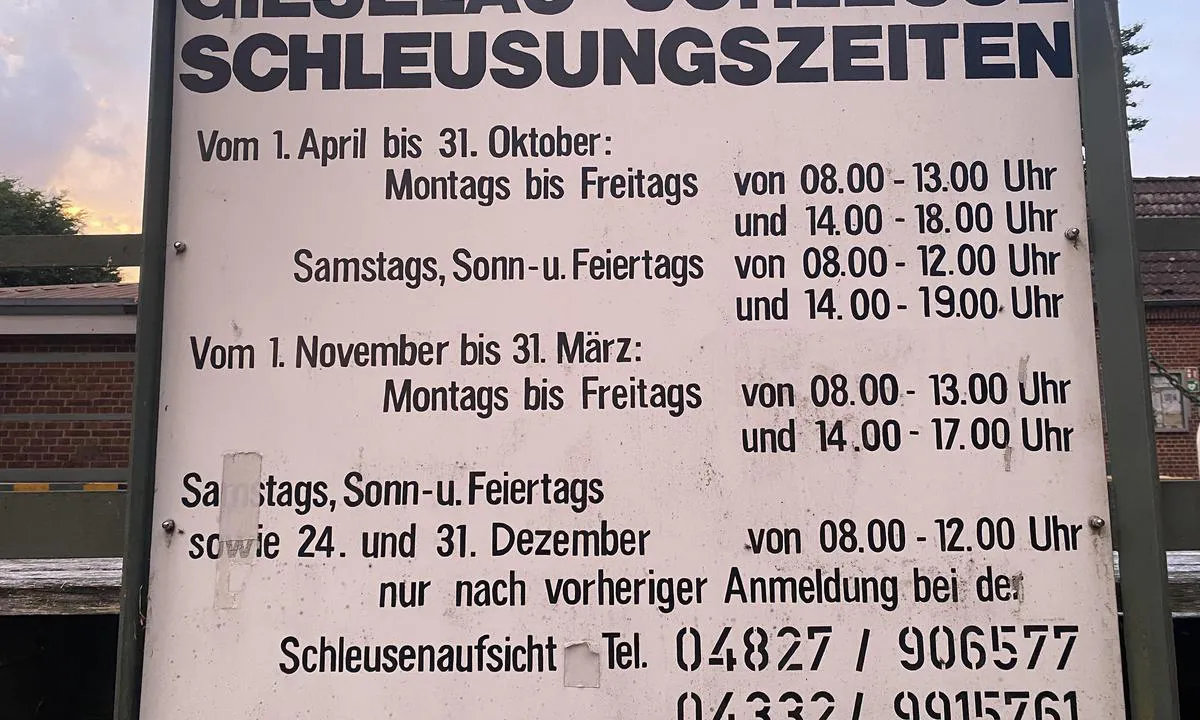 GIESELAU-SCHLEUSE
SCHLEUSUNGSZEITEN
Vom 1. April bis 31. Oktober:
Montags bis Freitags von 08.00 - 13.00 Uhr
und 14.00 - 18.00 Uhr
Samstags, Sonn- u. Feiertags von 08.00 - 12.00 Uhr
und 14.00 - 19.00 Uhr
Vom 1. November bis 31. März:
Montags bis Freitags von 08.00 - 13.00 Uhr
und 14.00 - 17.00 Uhr
Samstags, Sonn- u. Feiertags
sowie 24. und 31. Dezember von 08.00 - 12.00 Uhr
nur nach vorheriger Anmeldung bei der
Schleusenaufsicht Tel. 04827 / 906577
04332 / 9915761